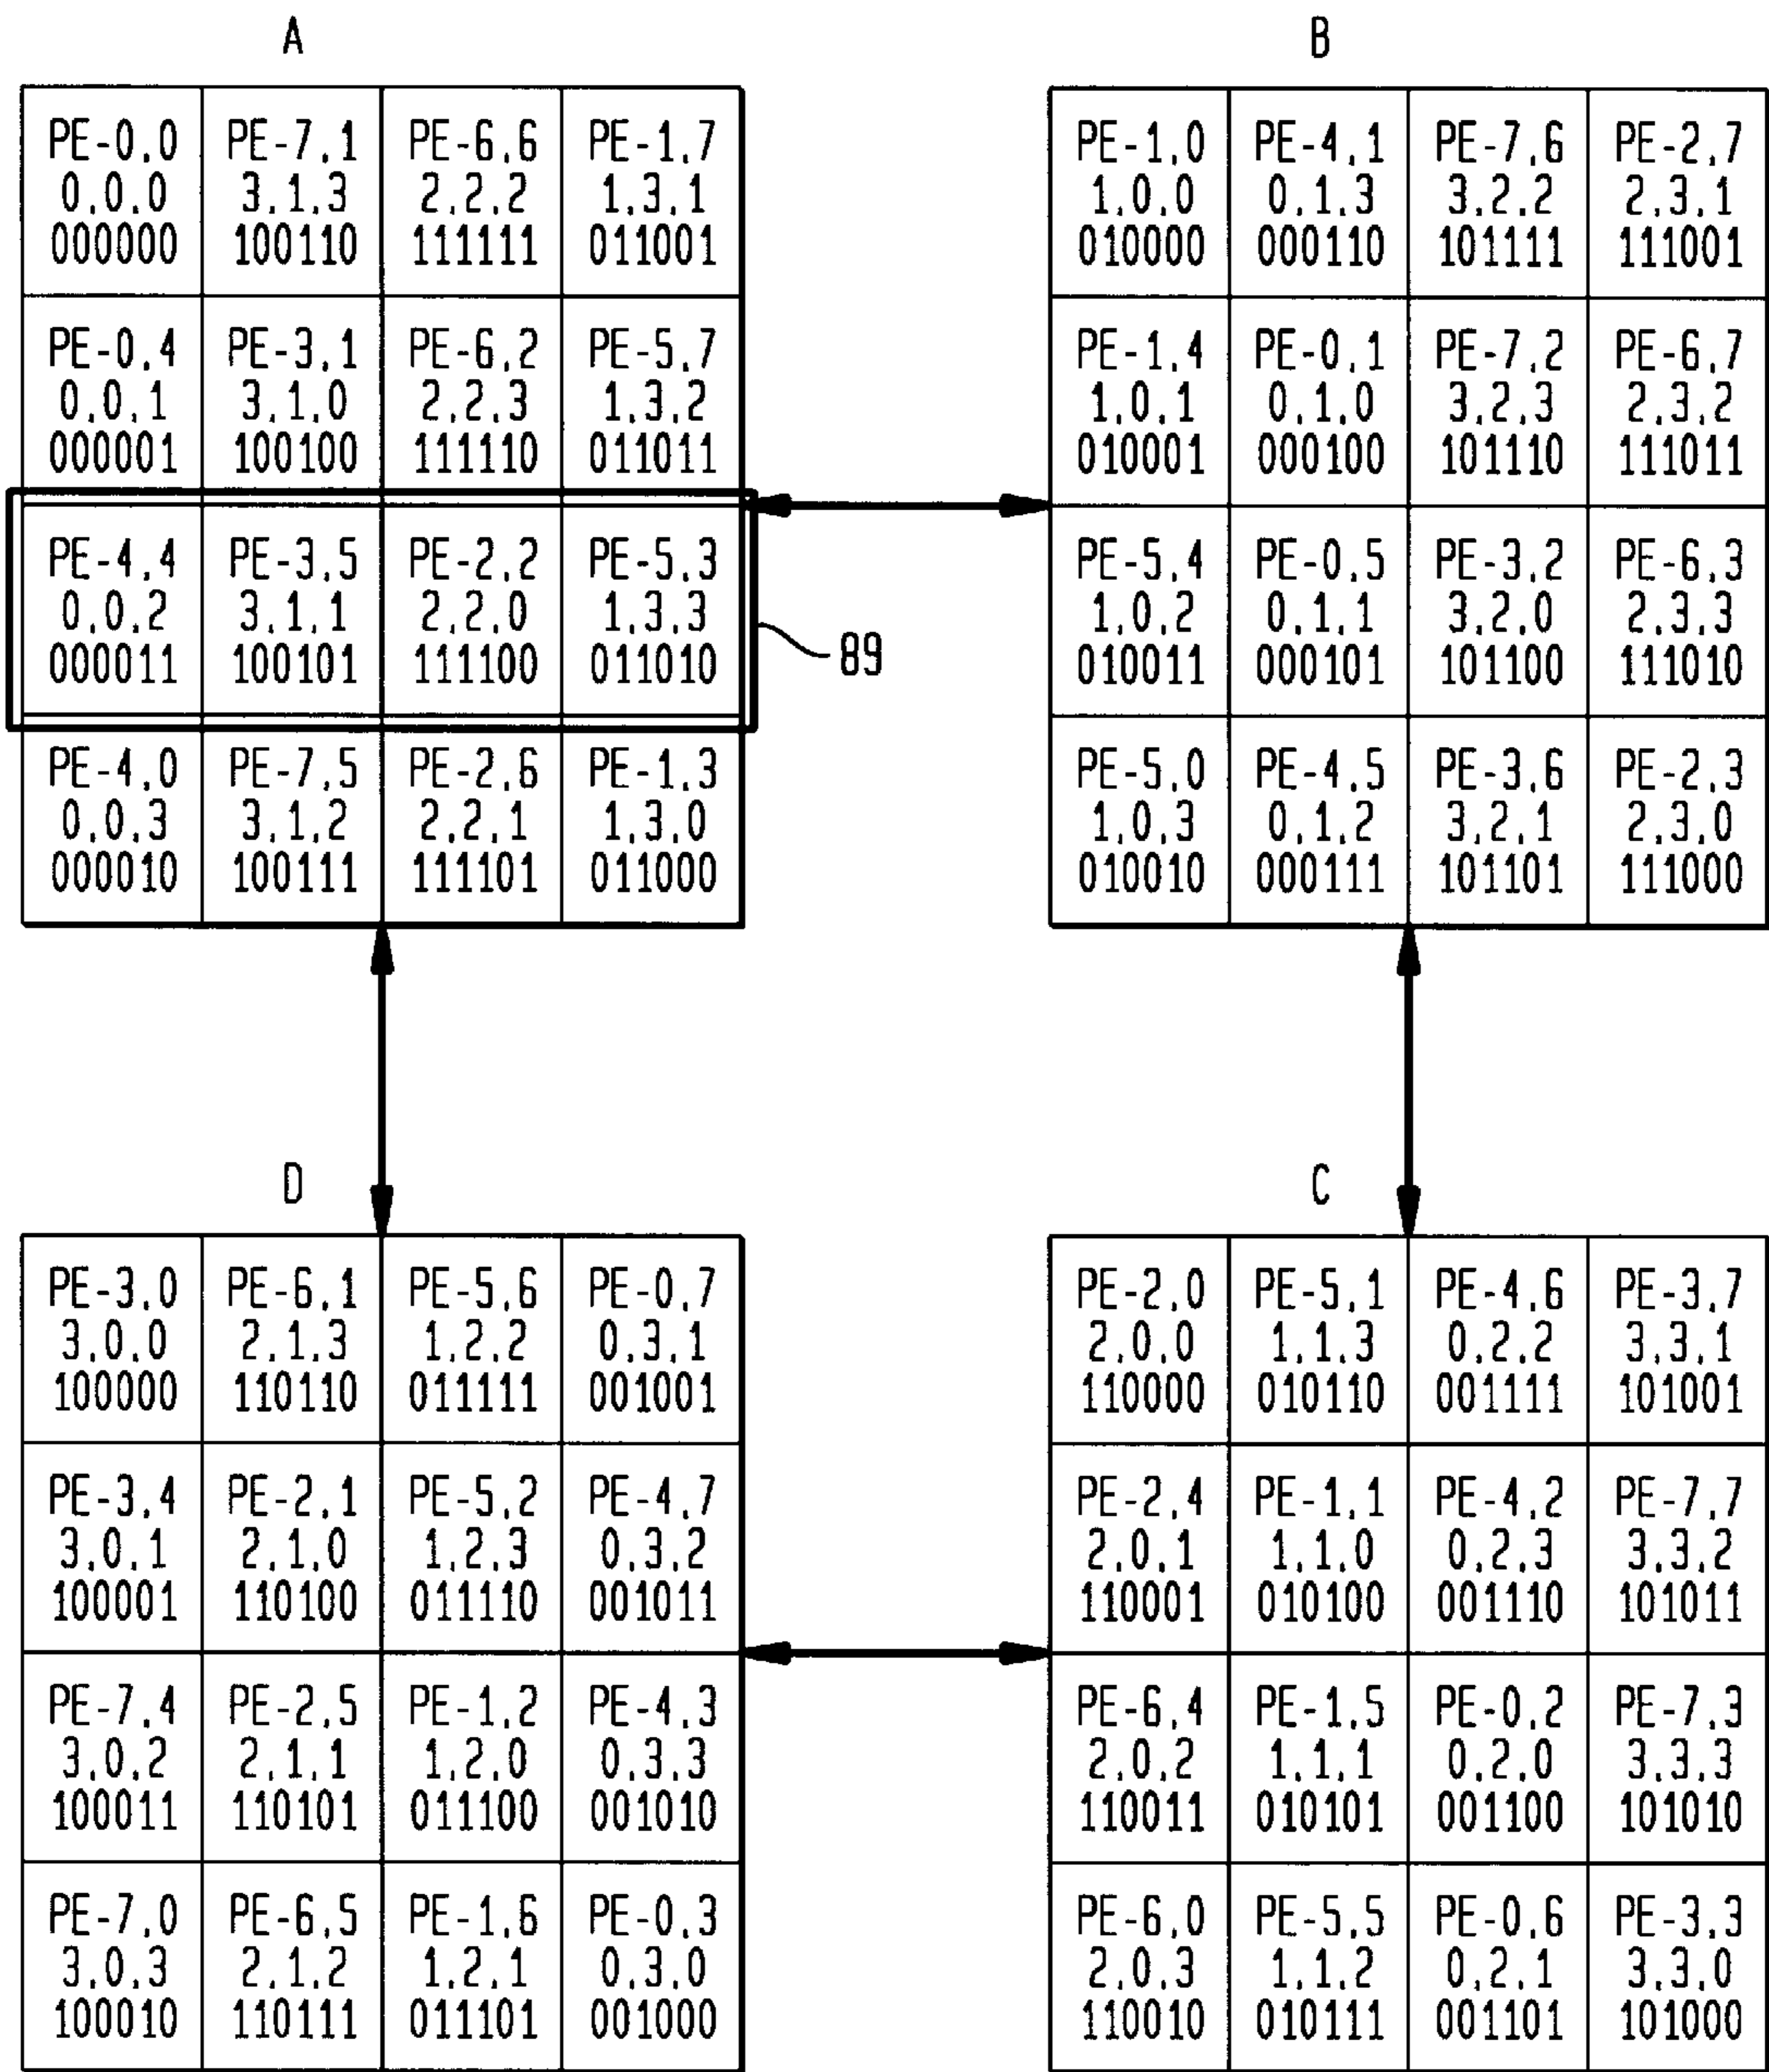 A
B
PE-0,0 PE-7,1 PE-6,6 PE-1,7
0,0,0 3,1,3 2,2,2 1,3,1
000000 100110 111111 011001
PE-0,4 PE-3,1 PE-6,2 PE-5,7
0,0,1 3,1,0 2,2,3 1,3,2
000001 100100 111110 011011
PE-4,4 PE-3,5 PE-2,2 PE-5,3
0,0,2 3,1,1 2,2,0 1,3,3
000011 100101 111100 011010
89
PE-4,0 PE-7,5 PE-2,6 PE-1,3
0,0,3 3,1,2 2,2,1 1,3,0
000010 100111 111101 011000
PE-1,0 PE-4,1 PE-7,6 PE-2,7
1,0,0 0,1,3 3,2,2 2,3,1
010000 000110 101111 111001
PE-1,4 PE-0,1 PE-7,2 PE-6,7
1,0,1 0,1,0 3,2,3 2,3,2
010001 000100 101110 111011
PE-5,4 PE-0,5 PE-3,2 PE-6,3
1,0,2 0,1,1 3,2,0 2,3,3
010011 000101 101100 111010
PE-5,0 PE-4,5 PE-3,6 PE-2,3
1,0,3 0,1,2 3,2,1 2,3,0
010010 000111 101101 111000
D
C
PE-3,0 PE-6,1 PE-5,6 PE-0,7
3,0,0 2,1,3 1,2,2 0,3,1
100000 110110 011111 001001
PE-3,4 PE-2,1 PE-5,2 PE-4,7
3,0,1 2,1,0 1,2,3 0,3,2
100001 110100 011110 001011
PE-7,4 PE-2,5 PE-1,2 PE-4,3
3,0,2 2,1,1 1,2,0 0,3,3
100011 110101 011100 001010
PE-7,0 PE-6,5 PE-1,6 PE-0,3
3,0,3 2,1,2 1,2,1 0,3,0
100010 110111 011101 001000
PE-2,0 PE-5,1 PE-4,6 PE-3,7
2,0,0 1,1,3 0,2,2 3,3,1
110000 010110 001111 101001
PE-2,4 PE-1,1 PE-4,2 PE-7,7
2,0,1 1,1,0 0,2,3 3,3,2
110001 010100 001110 101011
PE-6,4 PE-1,5 PE-0,2 PE-7,3
2,0,2 1,1,1 0,2,0 3,3,3
110011 010101 001100 101010
PE-6,0 PE-5,5 PE-0,6 PE-3,3
2,0,3 1,1,2 0,2,1 3,3,0
110010 010111 001101 101000